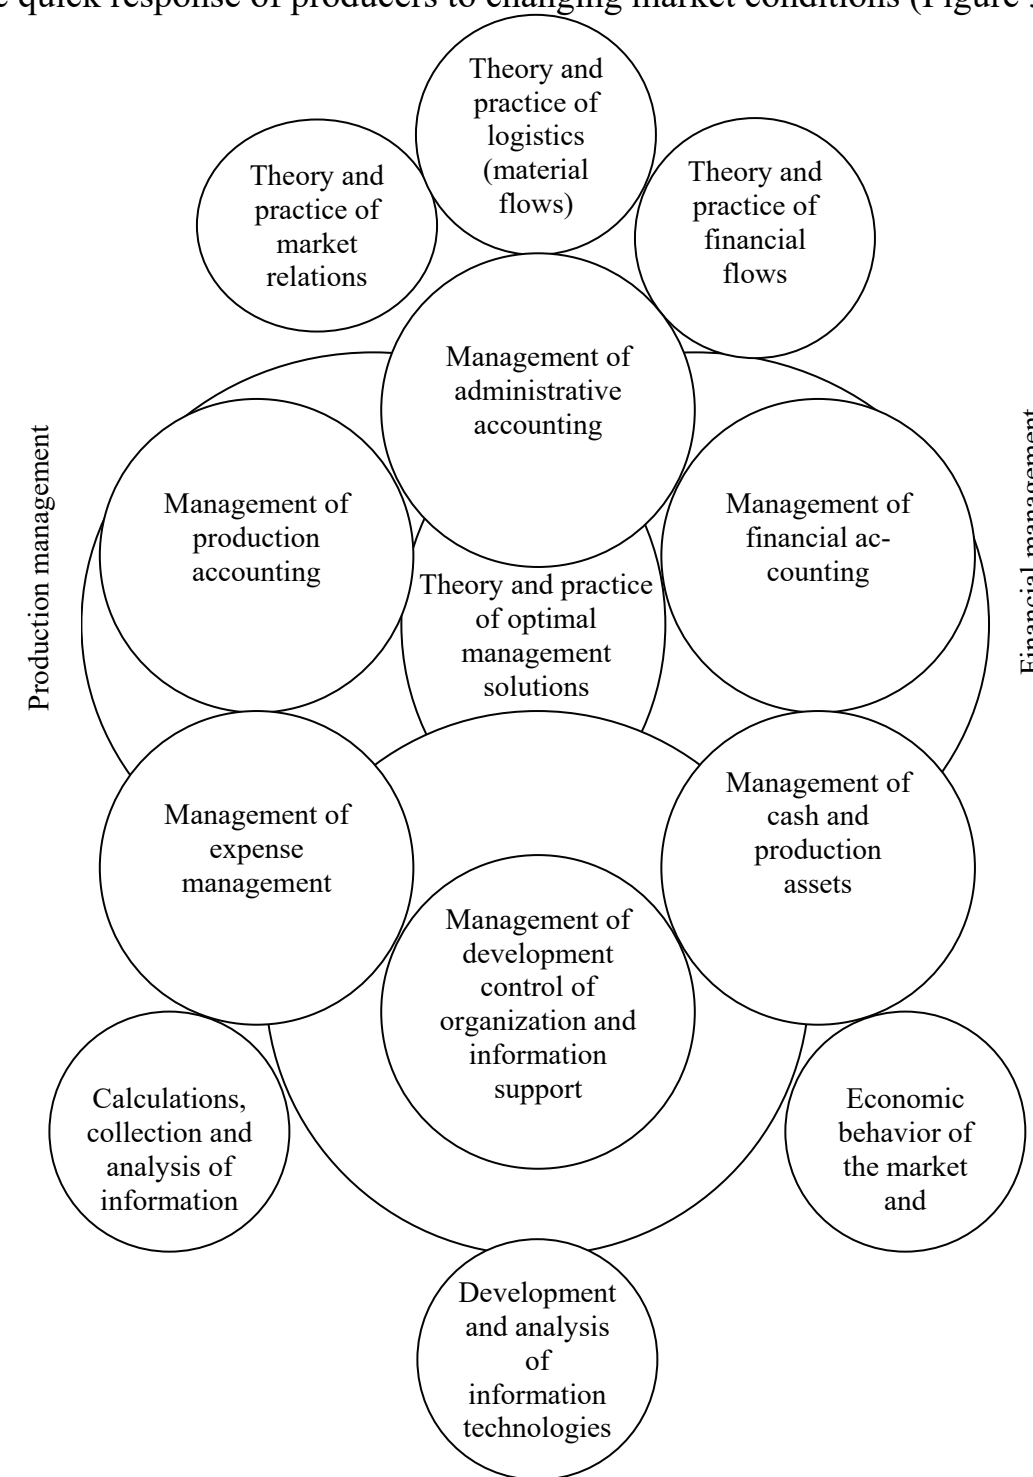 quick response of producers to changing market conditions (Figure
Theory and
practice of
logistics
(material
flows)
Theory and
practice of
market
relations
Theory and
practice of
financial
flows
Management of
administrative
accounting
Production management
Financial management
Management of
production
accounting
Management of
financial ac-
counting
Theory and practice
of optimal
management
solutions
Management of
expense
management
Management of
cash and
production
assets
Management of
development
control of
organization and
information
support
Calculations,
collection and
analysis of
information
Economic
behavior of
the market
and
Development
and analysis
of
information
technologies